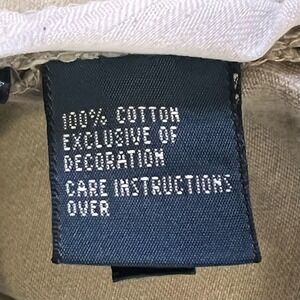 100% COTTON
EXCLUSIVE OF
DECORATION
CARE INSTRUCTIONS
OVER